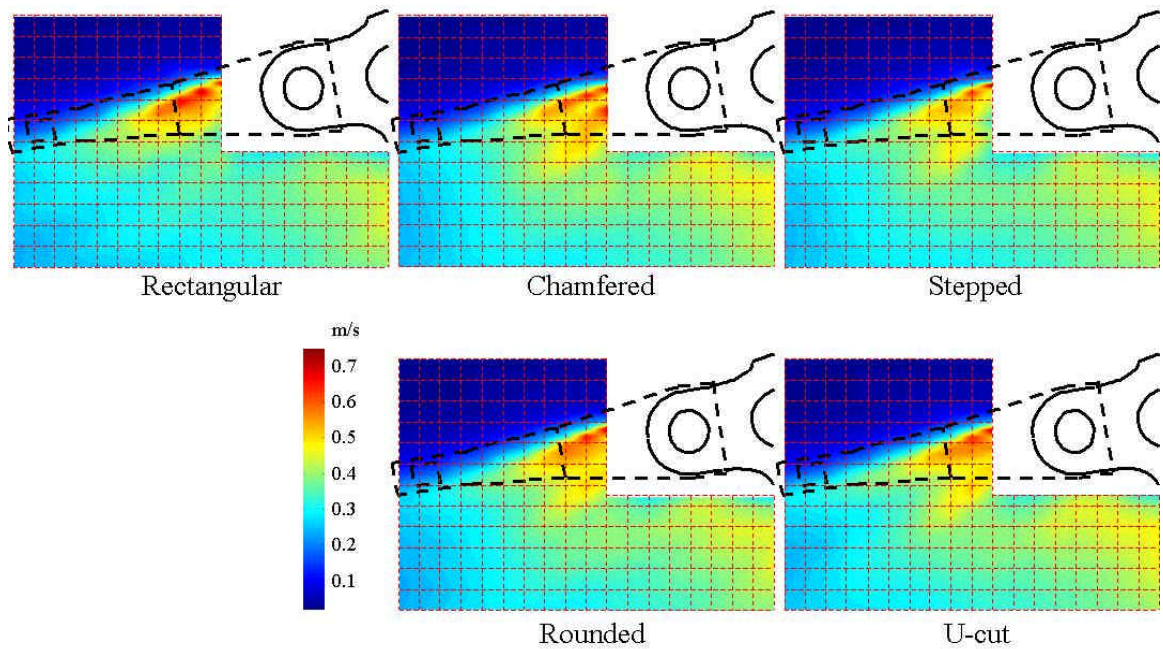 Rectangular
Chamfered
Stepped
m/s
0.7
0.6
0.5
0.4
0.3
0.2
0.1
Rounded
U-cut